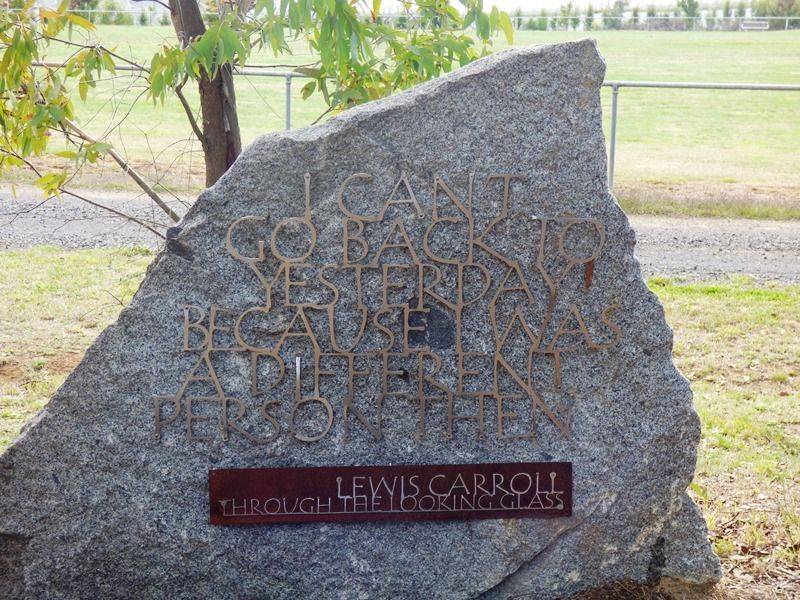 I CAN'T
GO BACK TO
YESTERDAY,
BECAUSE I WAS
A DIFFERENT
PERSON THEN
LEWIS CARROLL
THROUGH THE LOOKING GLASS